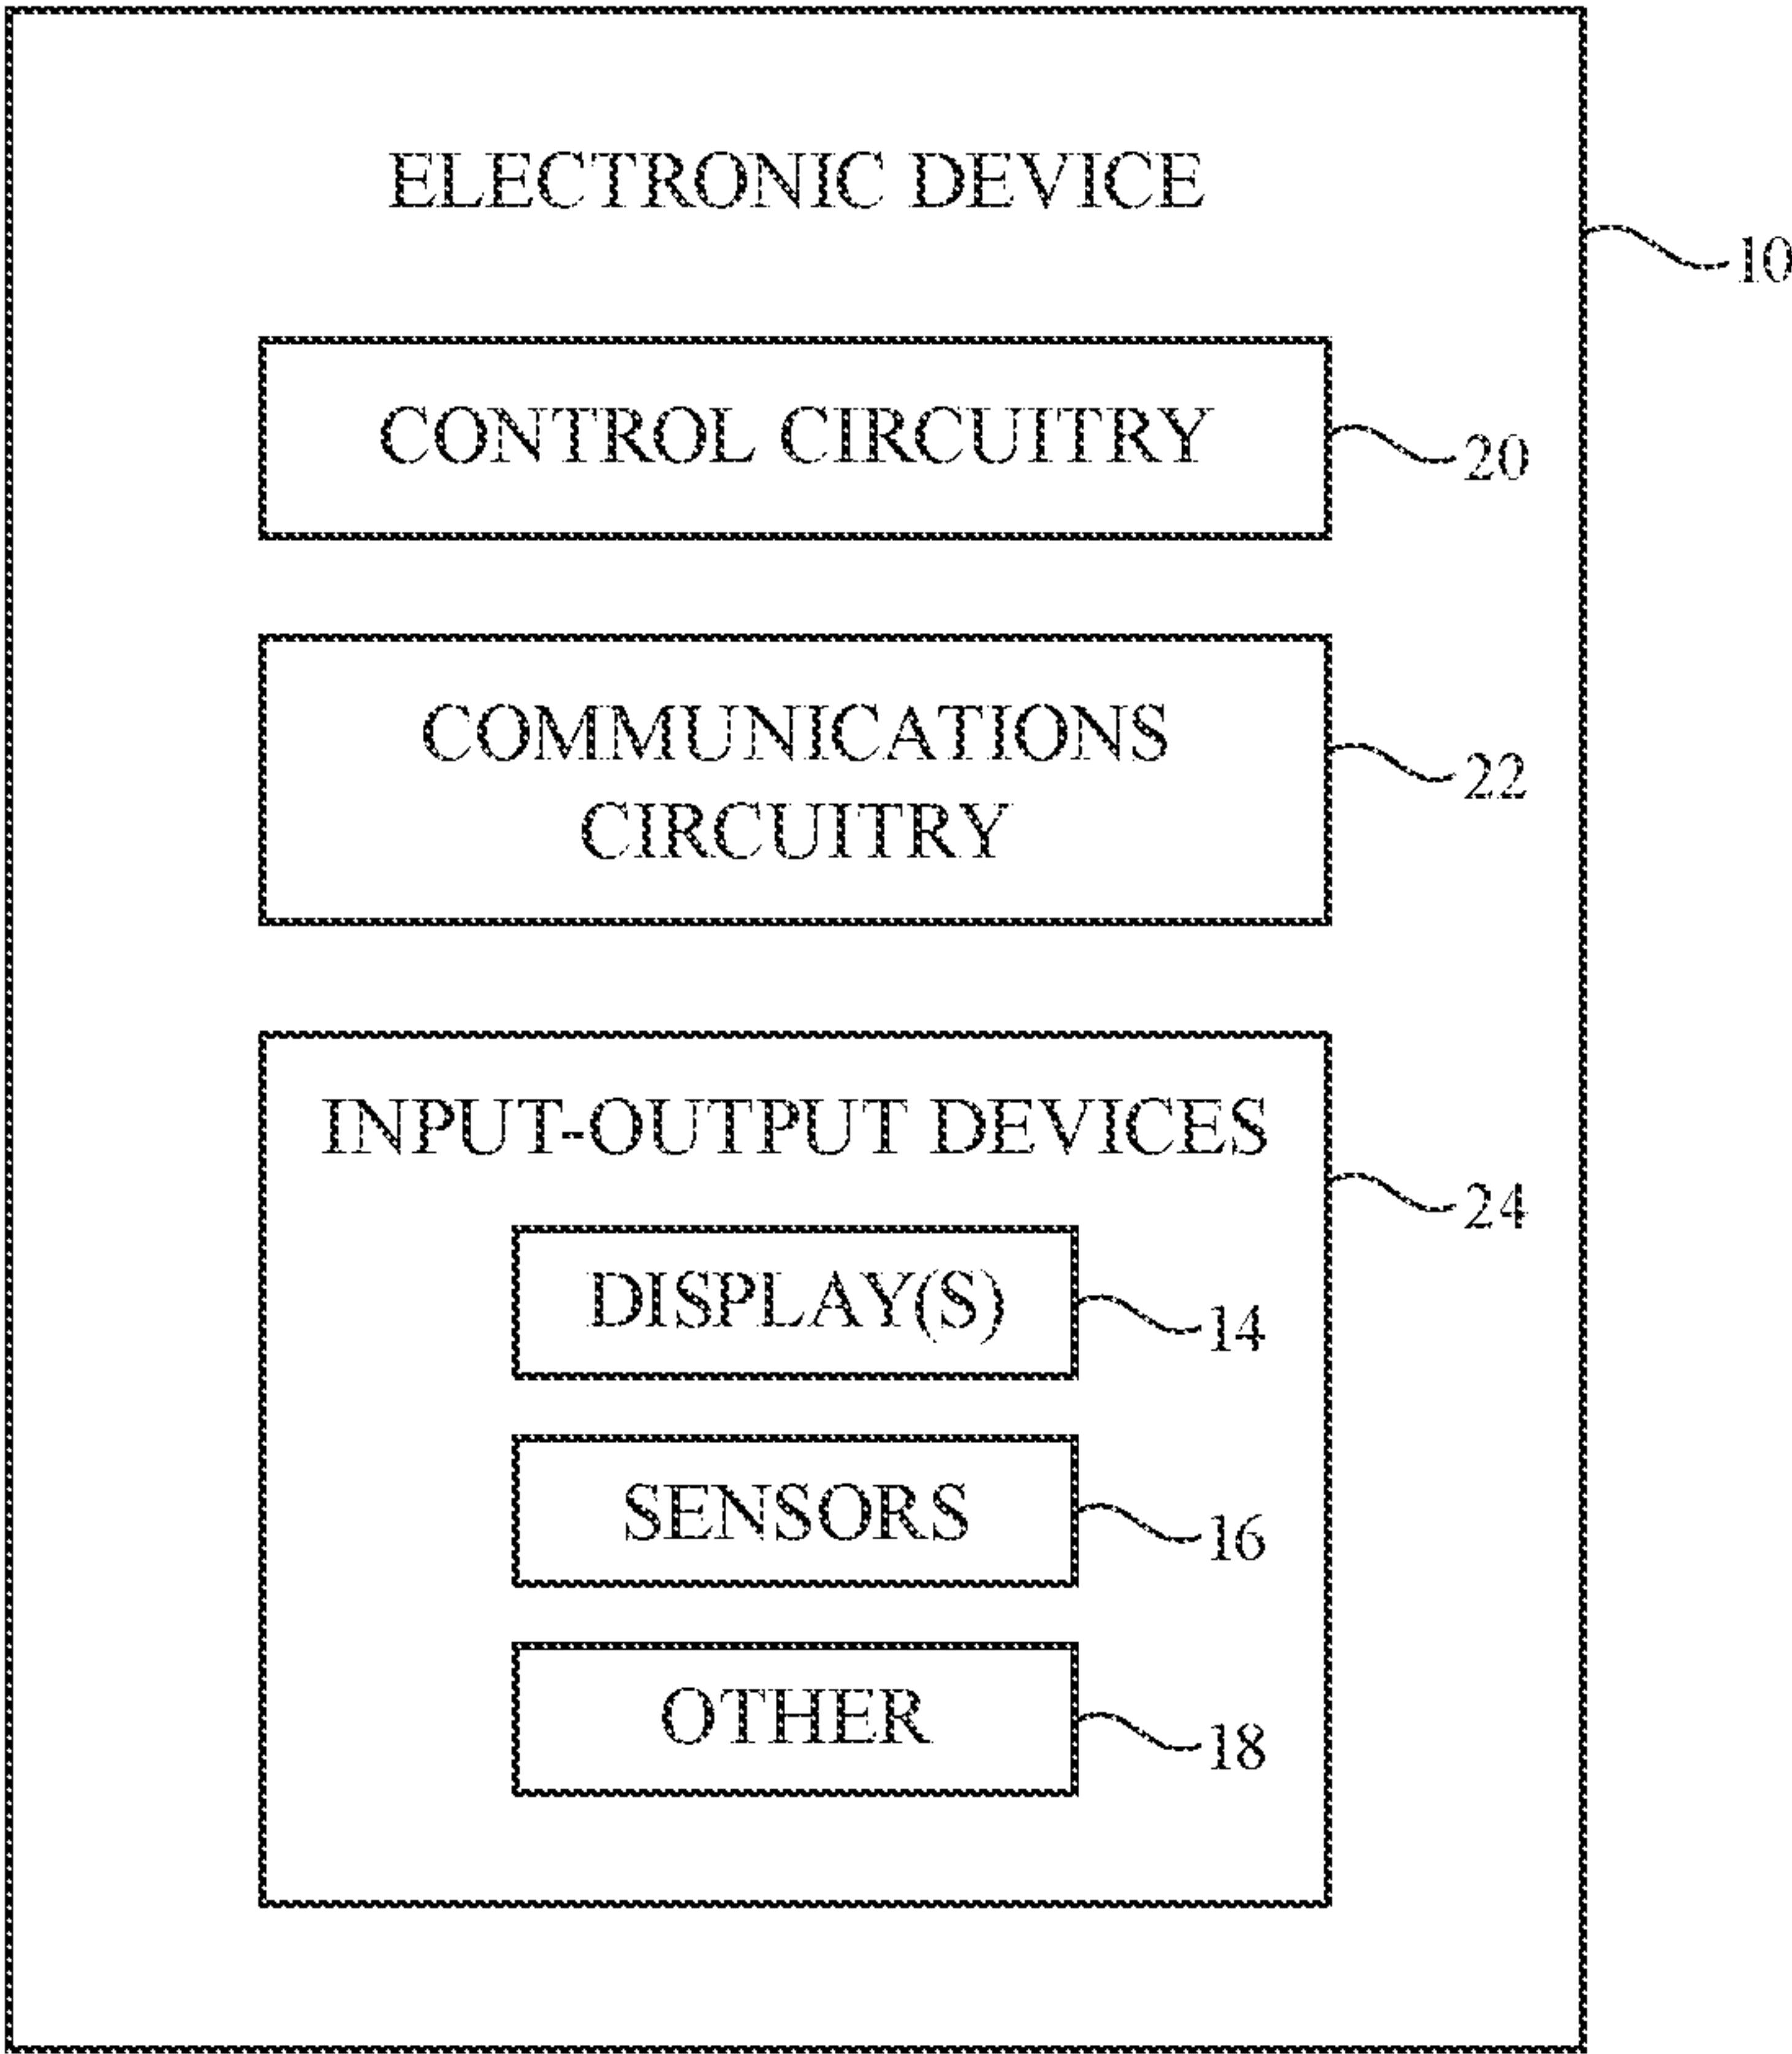 ELECTRONIC DEVICE
10
CONTROL CIRCUITRY
20
COMMUNICATIONS
CIRCUITRY
22
INPUT-OUTPUT DEVICES
24
DISPLAY(S)
14
SENSORS
16
OTHER
18